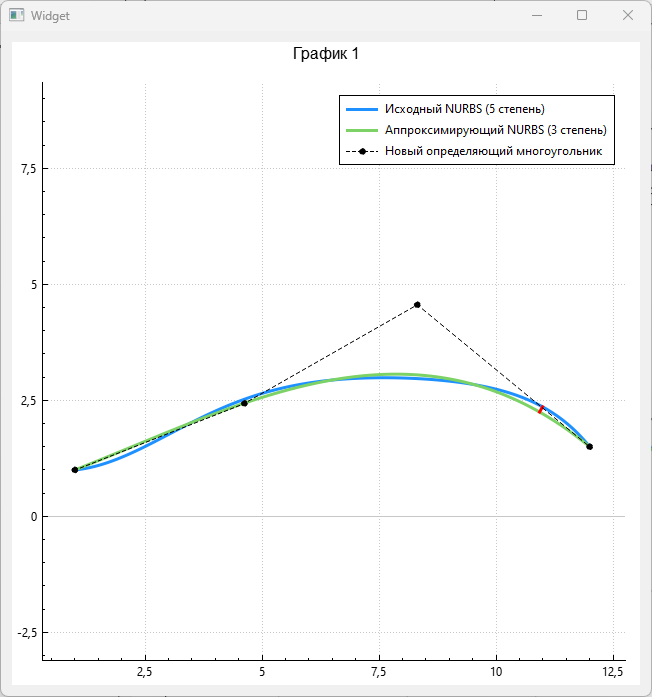 Widget
График 1
Исходный NURBS (5 степень)
Аппроксимирующий NURBS (3 степень)
Новый определяющий многоугольник
7,5
5
2,5
0
-2,5
2,5
5
7,5
10
12,5